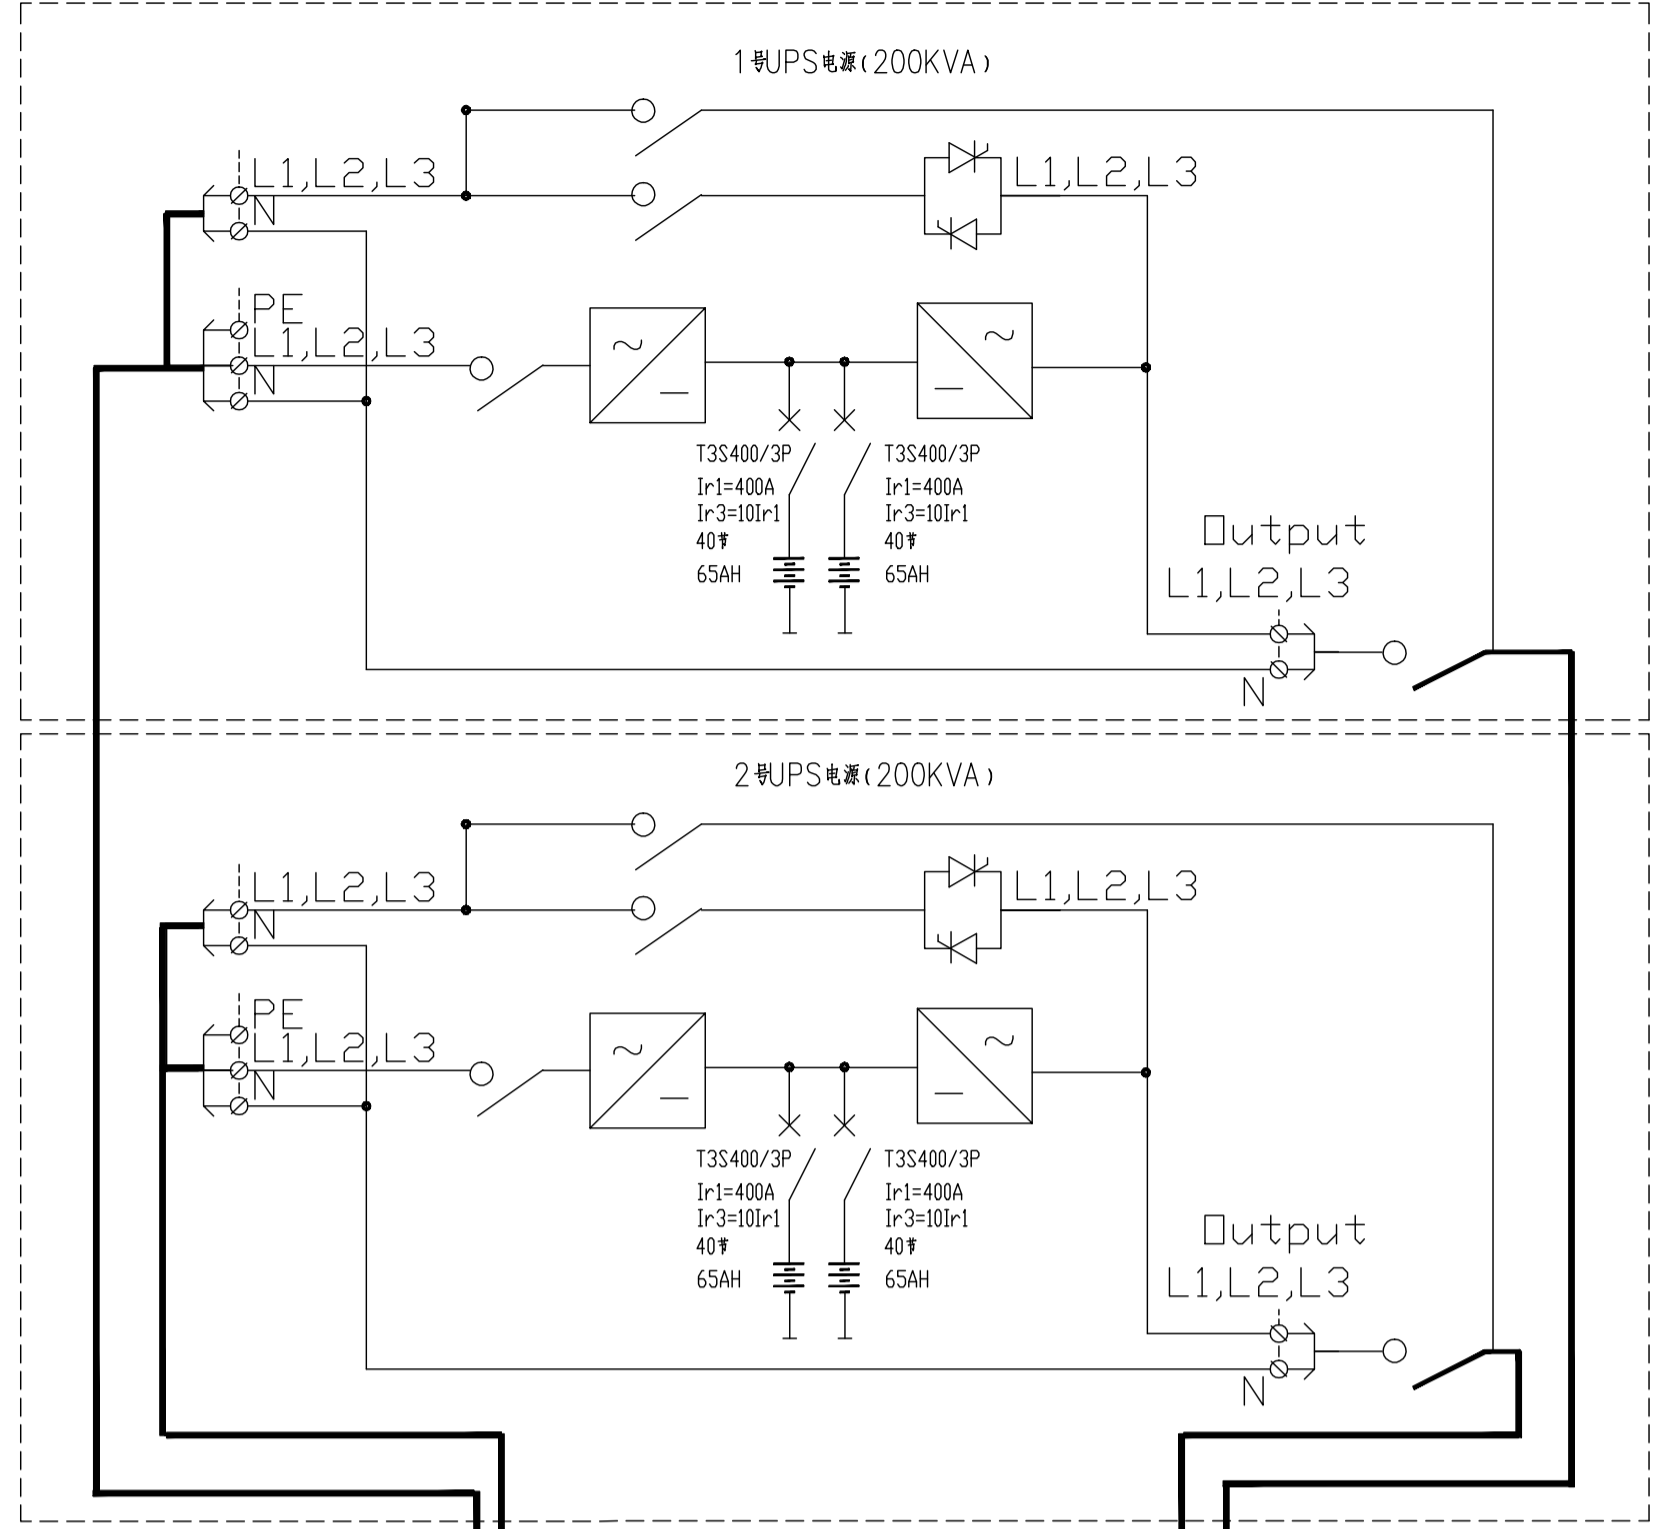 1号UPS电源(200KVA)
L1,L2,L3
N
L1,L2,L3
PE
L1,L2,L3
N
T3S400/3P
Ir1=400A
Ir3=10Ir1
40节
65AH
T3S400/3P
Ir1=400A
Ir3=10Ir1
40节
65AH
Output
L1,L2,L3
N
2号UPS电源(200KVA)
L1,L2,L3
N
L1,L2,L3
PE
L1,L2,L3
N
T3S400/3P
Ir1=400A
Ir3=10Ir1
40节
65AH
T3S400/3P
Ir1=400A
Ir3=10Ir1
40节
65AH
Output
L1,L2,L3
N